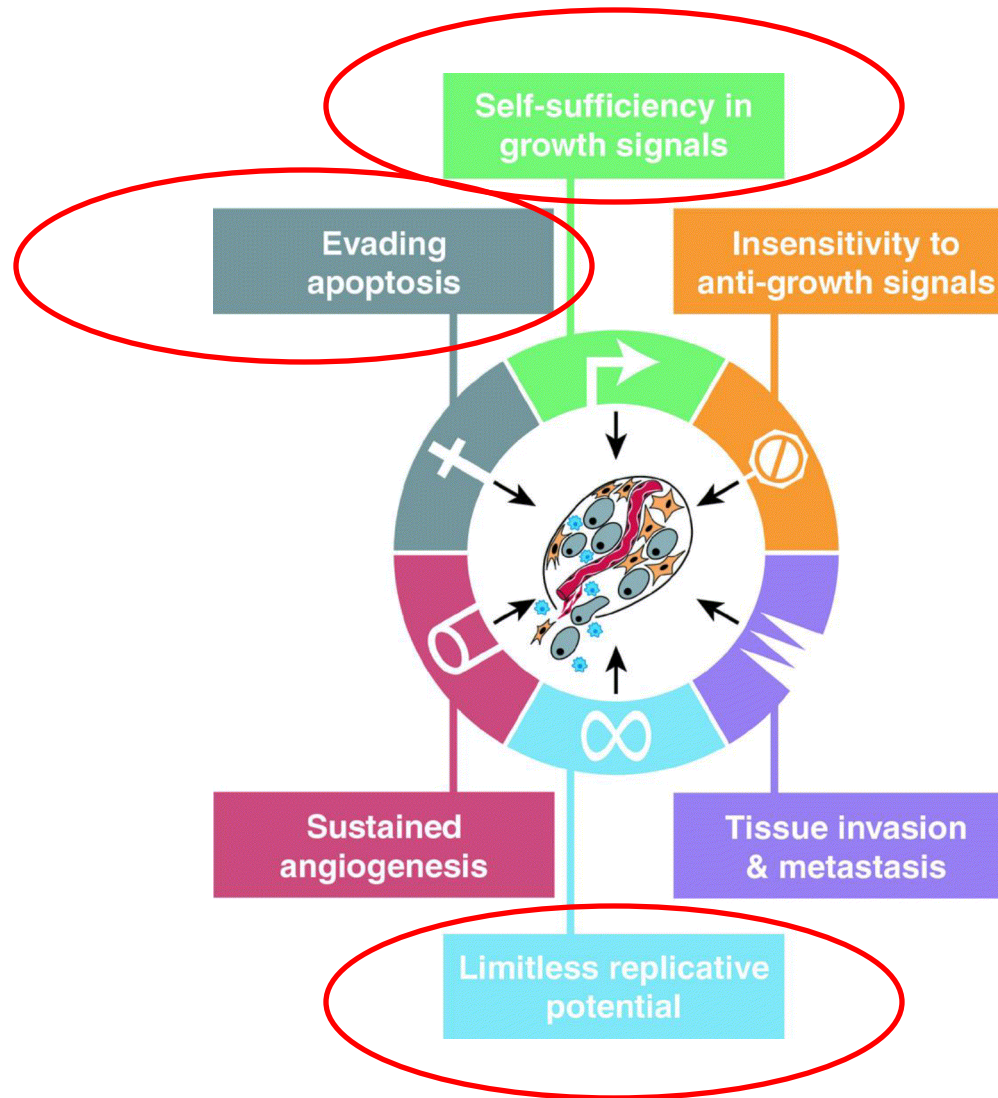 Self-sufficiency in
growth signals
Evading
apoptosis
Insensitivity to
anti-growth signals
Sustained
angiogenesis
Tissue invasion
& metastasis
Limitless replicative
potential